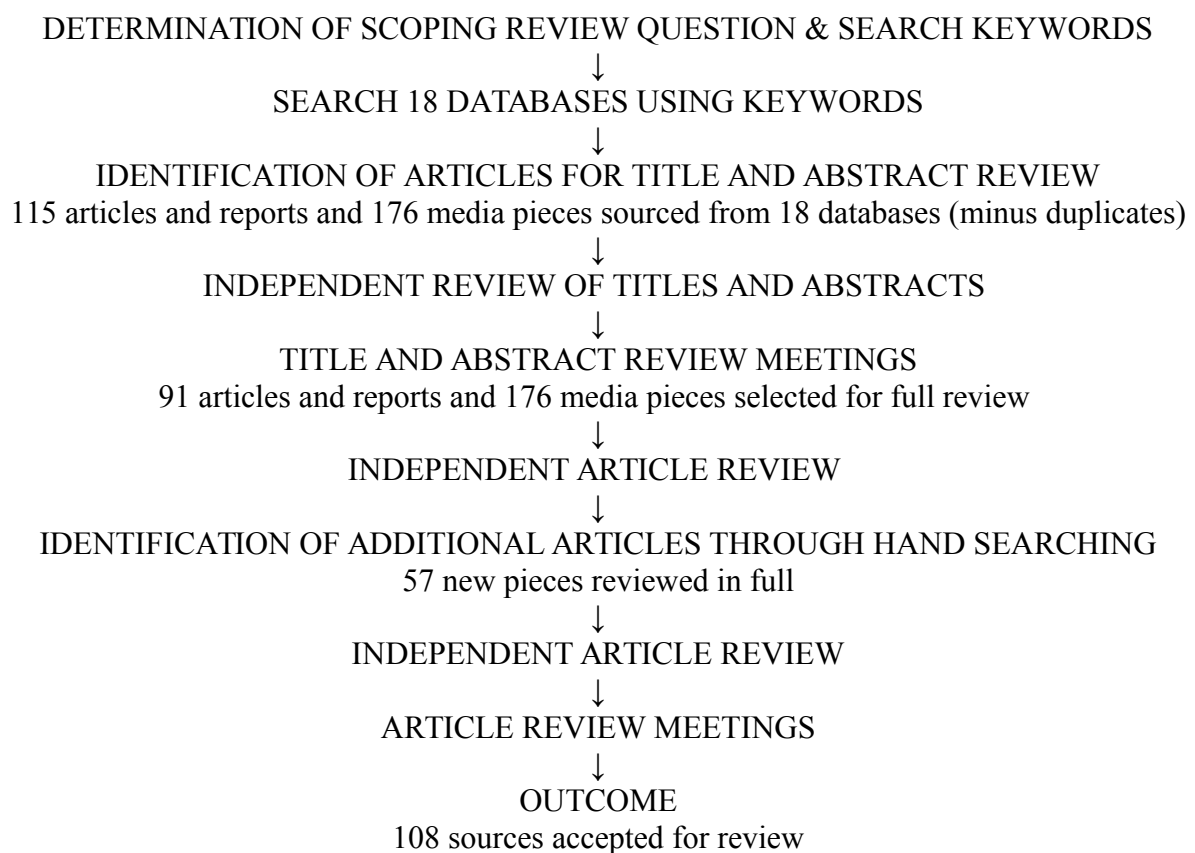 DETERMINATION OF SCOPING REVIEW QUESTION & SEARCH KEYWORDS
↓
SEARCH 18 DATABASES USING KEYWORDS
↓
IDENTIFICATION OF ARTICLES FOR TITLE AND ABSTRACT REVIEW
115 articles and reports and 176 media pieces sourced from 18 databases (minus duplicates)
↓
INDEPENDENT REVIEW OF TITLES AND ABSTRACTS
↓
TITLE AND ABSTRACT REVIEW MEETINGS
91 articles and reports and 176 media pieces selected for full review
↓
INDEPENDENT ARTICLE REVIEW
↓
IDENTIFICATION OF ADDITIONAL ARTICLES THROUGH HAND SEARCHING
57 new pieces reviewed in full
↓
INDEPENDENT ARTICLE REVIEW
↓
ARTICLE REVIEW MEETINGS
↓
OUTCOME
108 sources accepted for review